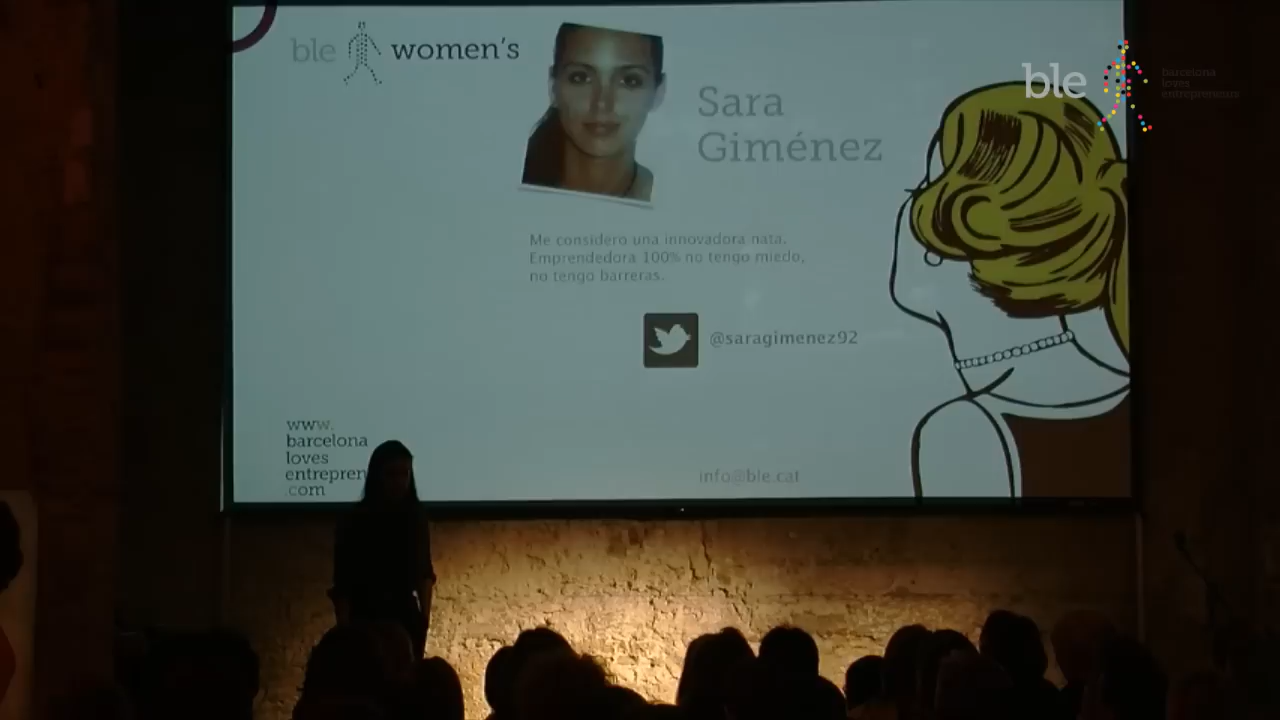 ble women's
Sara
Giménez
Me considero una innovadora nata.
Emprendedora 100% no tengo miedo,
no tengo barreras.
@saragimenez92
www.
barcelona
loves
entrepren
.com
info@ble.cat
ble
barcelona
loves
entrepreneurs